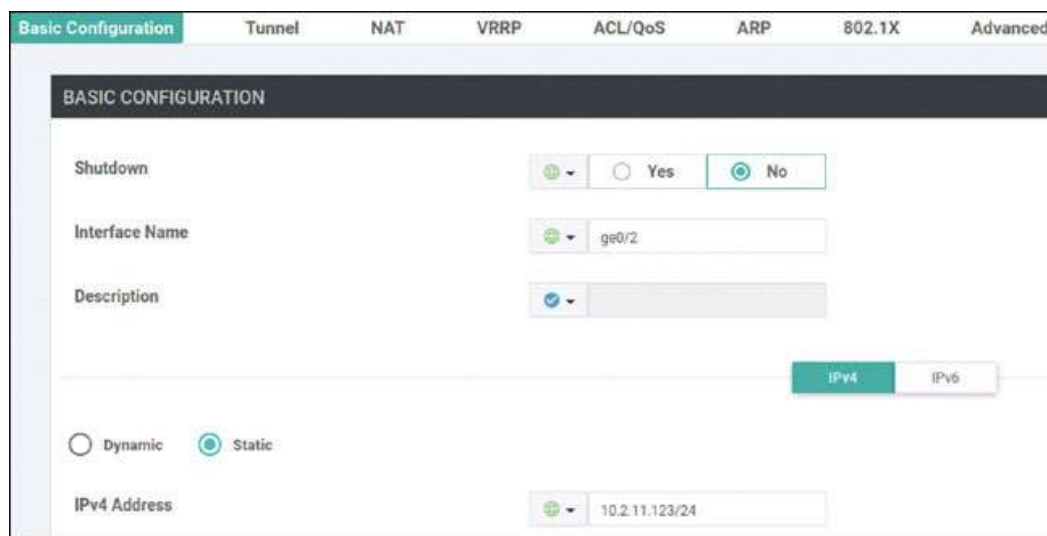 Basic Configuration Tunnel NAT VRRP ACL/QoS ARP 802.1X Advanced
BASIC CONFIGURATION
Shutdown Yes No
Interface Name ge0/2
Description
IPv4 IPv6
Dynamic Static
IPv4 Address 10.2.11.123/24